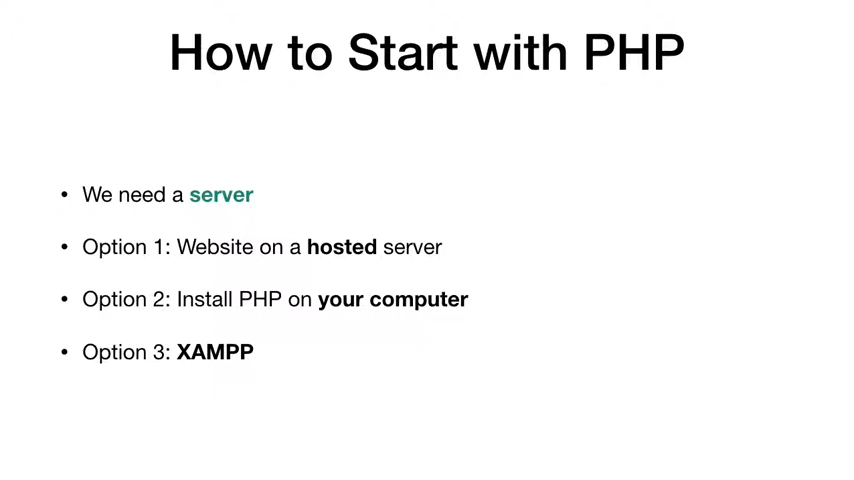 How to Start with PHP
• We need a server
• Option 1: Website on a hosted server
• Option 2: Install PHP on your computer
• Option 3: XAMPP